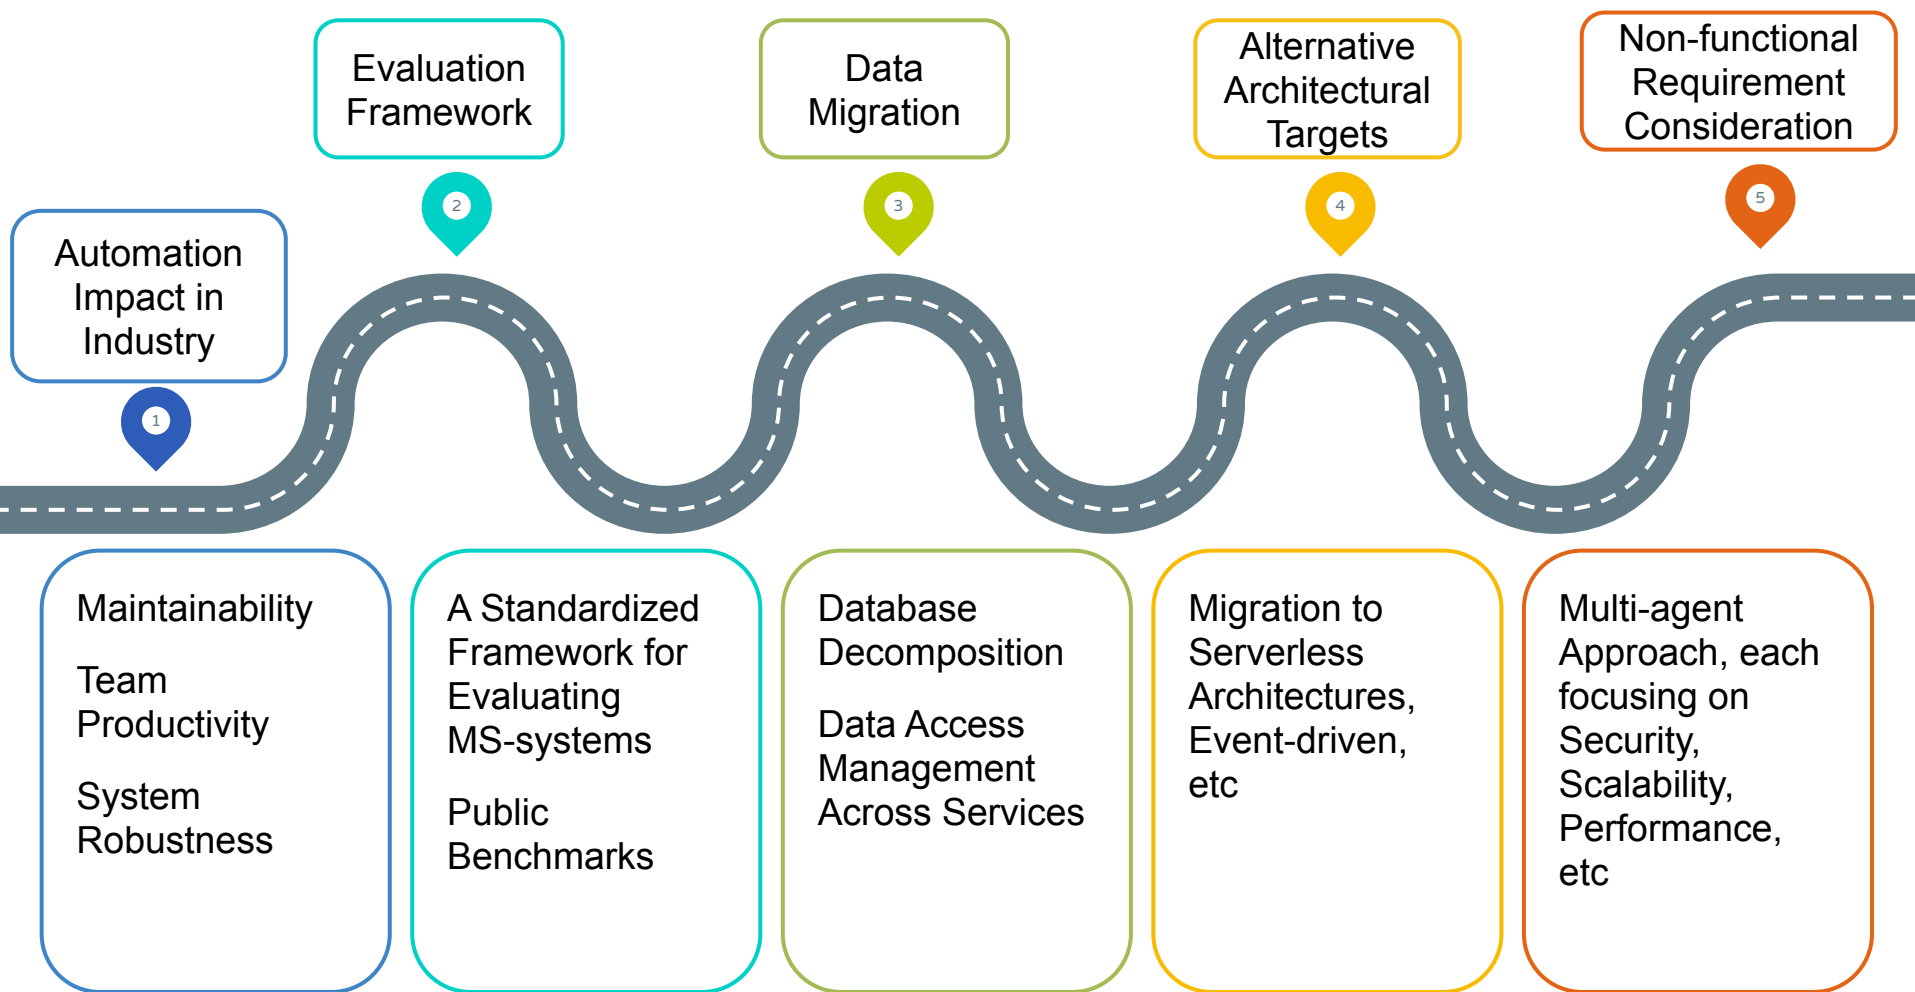 Automation
Impact in
Industry
1
Evaluation
Framework
2
Data
Migration
3
Alternative
Architectural
Targets
4
Non-functional
Requirement
Consideration
5
Maintainability
Team
Productivity
System
Robustness
A Standardized
Framework for
Evaluating
MS-systems
Public
Benchmarks
Database
Decomposition
Data Access
Management
Across Services
Migration to
Serverless
Architectures,
Event-driven,
etc
Multi-agent
Approach, each
focusing on
Security,
Scalability,
Performance,
etc